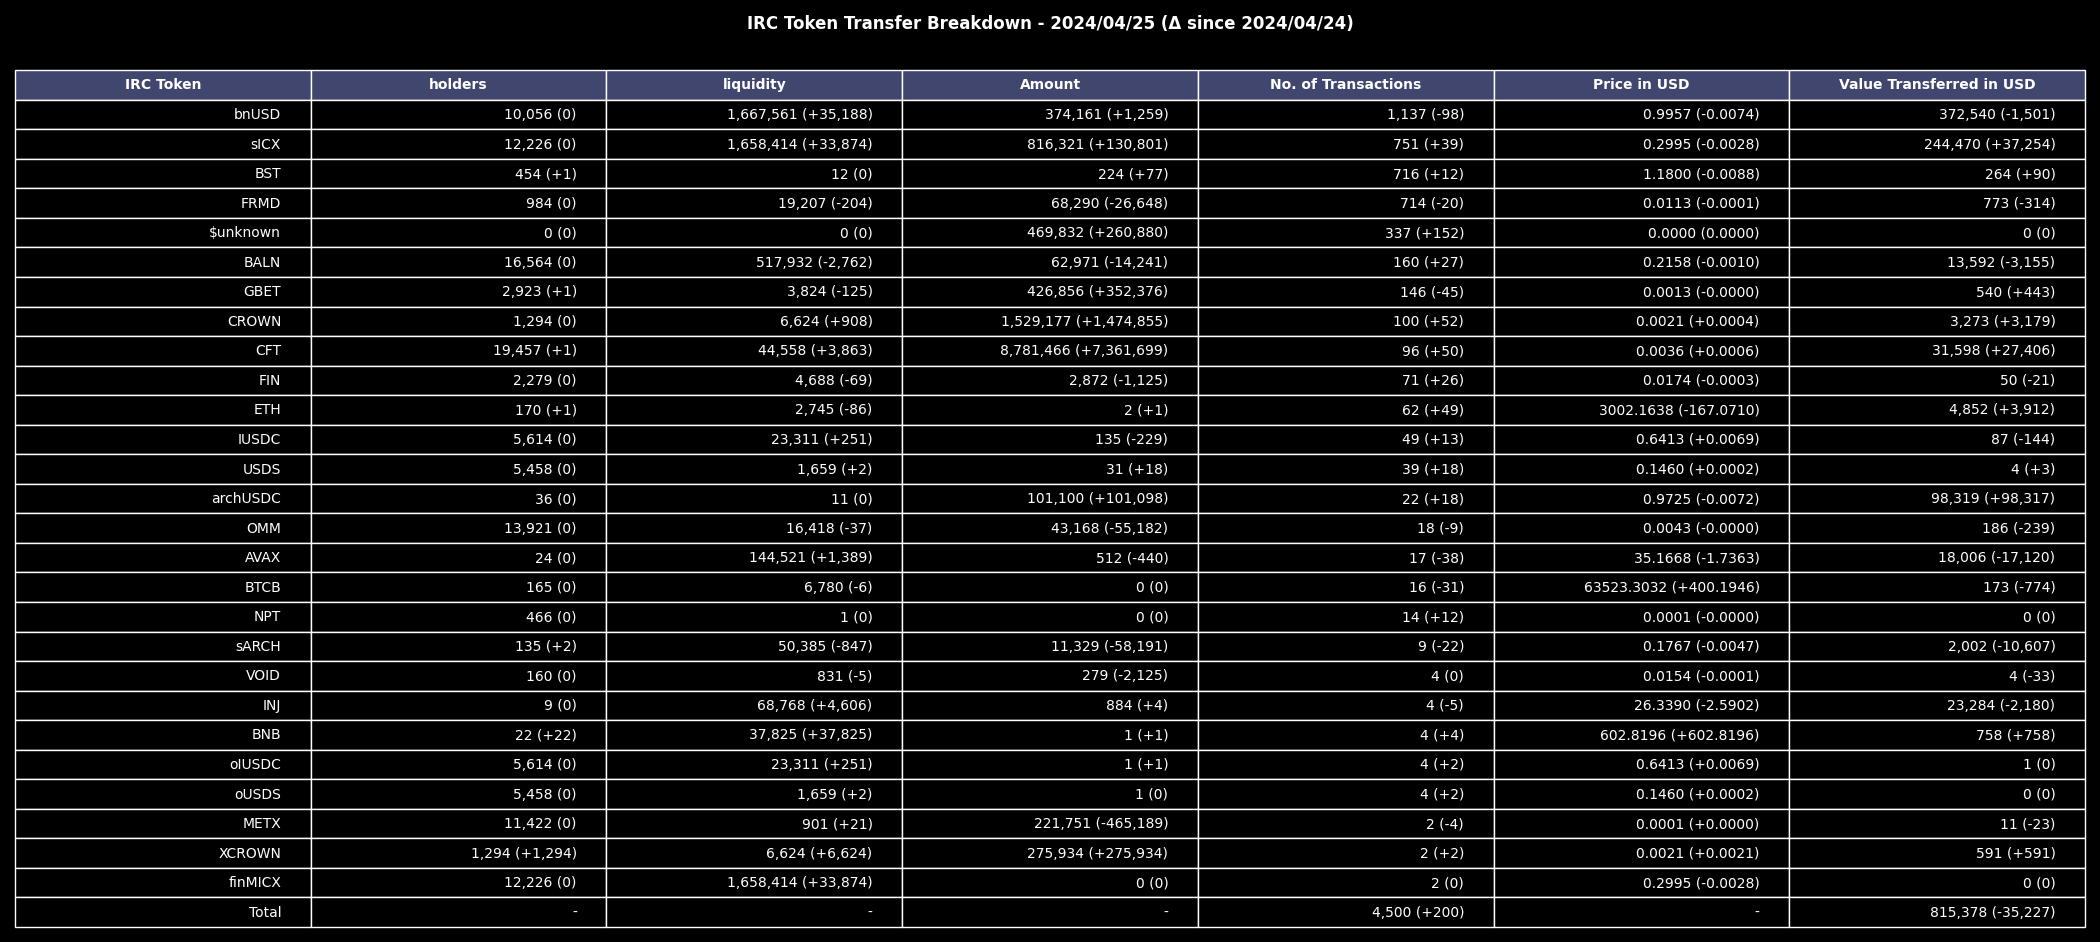 IRC Token Transfer Breakdown - 2024/04/25 (Δ since 2024/04/24)
IRC Token holders liquidity Amount No. of Transactions Price in USD Value Transferred in USD
bnUSD 10,056 (0) 1,667,561 (+35,188) 374,161 (+1,259) 1,137 (-98) 0.9957 (-0.0074) 372,540 (-1,501)
sICX 12,226 (0) 1,658,414 (+33,874) 816,321 (+130,801) 751 (+39) 0.2995 (-0.0028) 244,470 (+37,254)
BST 454 (+1) 12 (0) 224 (+77) 716 (+12) 1.1800 (-0.0088) 264 (+90)
FRMD 984 (0) 19,207 (-204) 68,290 (-26,648) 714 (-20) 0.0113 (-0.0001) 773 (-314)
$unknown 0 (0) 0 (0) 469,832 (+260,880) 337 (+152) 0.0000 (0.0000) 0 (0)
BALN 16,564 (0) 517,932 (-2,762) 62,971 (-14,241) 160 (+27) 0.2158 (-0.0010) 13,592 (-3,155)
GBET 2,923 (+1) 3,824 (-125) 426,856 (+352,376) 146 (-45) 0.0013 (-0.0000) 540 (+443)
CROWN 1,294 (0) 6,624 (+908) 1,529,177 (+1,474,855) 100 (+52) 0.0021 (+0.0004) 3,273 (+3,179)
CFT 19,457 (+1) 44,558 (+3,863) 8,781,466 (+7,361,699) 96 (+50) 0.0036 (+0.0006) 31,598 (+27,406)
FIN 2,279 (0) 4,688 (-69) 2,872 (-1,125) 71 (+26) 0.0174 (-0.0003) 50 (-21)
ETH 170 (+1) 2,745 (-86) 2 (+1) 62 (+49) 3002.1638 (-167.0710) 4,852 (+3,912)
IUSDC 5,614 (0) 23,311 (+251) 135 (-229) 49 (+13) 0.6413 (+0.0069) 87 (-144)
USDS 5,458 (0) 1,659 (+2) 31 (+18) 39 (+18) 0.1460 (+0.0002) 4 (+3)
archUSDC 36 (0) 11 (0) 101,100 (+101,098) 22 (+18) 0.9725 (-0.0072) 98,319 (+98,317)
OMM 13,921 (0) 16,418 (-37) 43,168 (-55,182) 18 (-9) 0.0043 (-0.0000) 186 (-239)
AVAX 24 (0) 144,521 (+1,389) 512 (-440) 17 (-38) 35.1668 (-1.7363) 18,006 (-17,120)
BTCB 165 (0) 6,780 (-6) 0 (0) 16 (-31) 63523.3032 (+400.1946) 173 (-774)
NPT 466 (0) 1 (0) 0 (0) 14 (+12) 0.0001 (-0.0000) 0 (0)
sARCH 135 (+2) 50,385 (-847) 11,329 (-58,191) 9 (-22) 0.1767 (-0.0047) 2,002 (-10,607)
VOID 160 (0) 831 (-5) 279 (-2,125) 4 (0) 0.0154 (-0.0001) 4 (-33)
INJ 9 (0) 68,768 (+4,606) 884 (+4) 4 (-5) 26.3390 (-2.5902) 23,284 (-2,180)
BNB 22 (+22) 37,825 (+37,825) 1 (+1) 4 (+4) 602.8196 (+602.8196) 758 (+758)
oIUSDC 5,614 (0) 23,311 (+251) 1 (+1) 4 (+2) 0.6413 (+0.0069) 1 (0)
oUSDS 5,458 (0) 1,659 (+2) 1 (0) 4 (+2) 0.1460 (+0.0002) 0 (0)
METX 11,422 (0) 901 (+21) 221,751 (-465,189) 2 (-4) 0.0001 (+0.0000) 11 (-23)
XCROWN 1,294 (+1,294) 6,624 (+6,624) 275,934 (+275,934) 2 (+2) 0.0021 (+0.0021) 591 (+591)
finMICX 12,226 (0) 1,658,414 (+33,874) 0 (0) 2 (0) 0.2995 (-0.0028) 0 (0)
Total - - - 4,500 (+200) - 815,378 (-35,227)